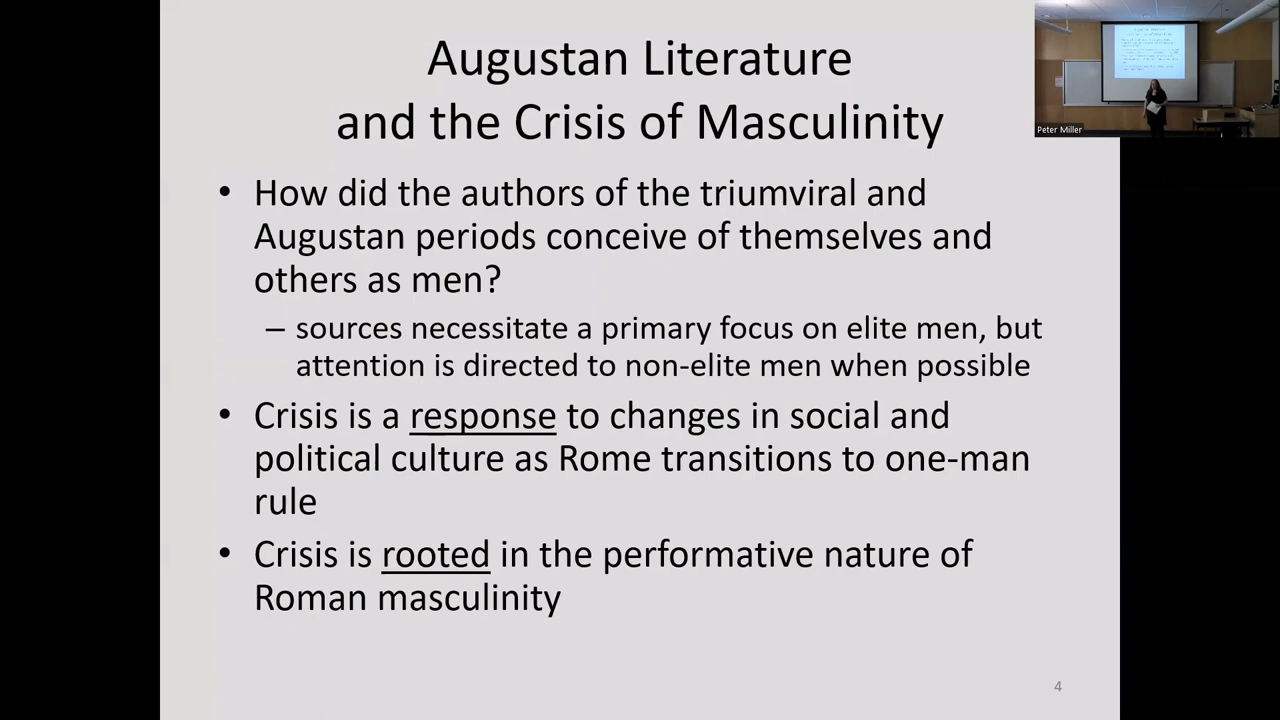 Augustan Literature
and the Crisis of Masculinity
Peter Miller
• How did the authors of the triumviral and
Augustan periods conceive of themselves and
others as men?
– sources necessitate a primary focus on elite men, but
attention is directed to non-elite men when possible
• Crisis is a response to changes in social and
political culture as Rome transitions to one-man
rule
• Crisis is rooted in the performative nature of
Roman masculinity
4